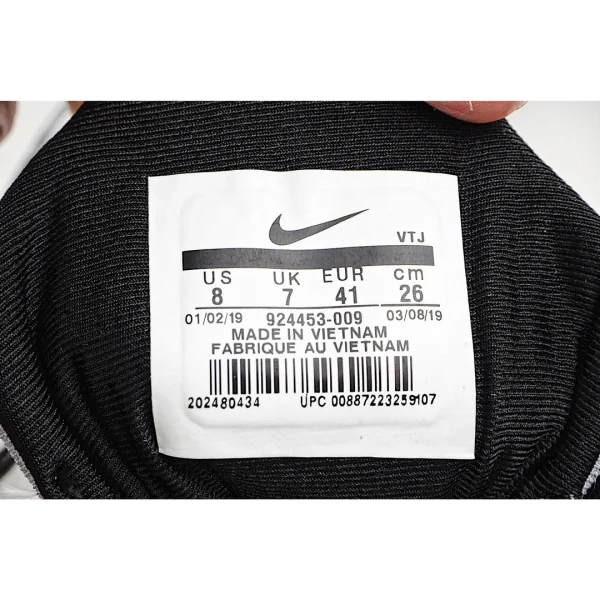 VTJ
US UK EUR cm
8 7 41 26
01/02/19 924453-009 03/08/19
MADE IN VIETNAM
FABRIQUE AU VIETNAM
202480434 UPC 00887223259107